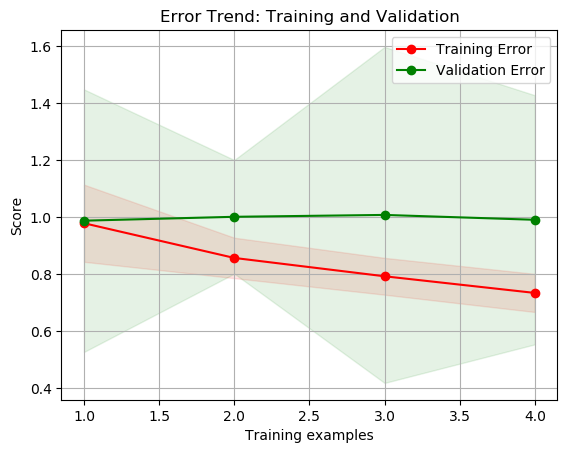 Error Trend: Training and Validation
Training Error
Validation Error
Score
1.6
1.4
1.2
1.0
0.8
0.6
0.4
1.0 1.5 2.0 2.5 3.0 3.5 4.0
Training examples